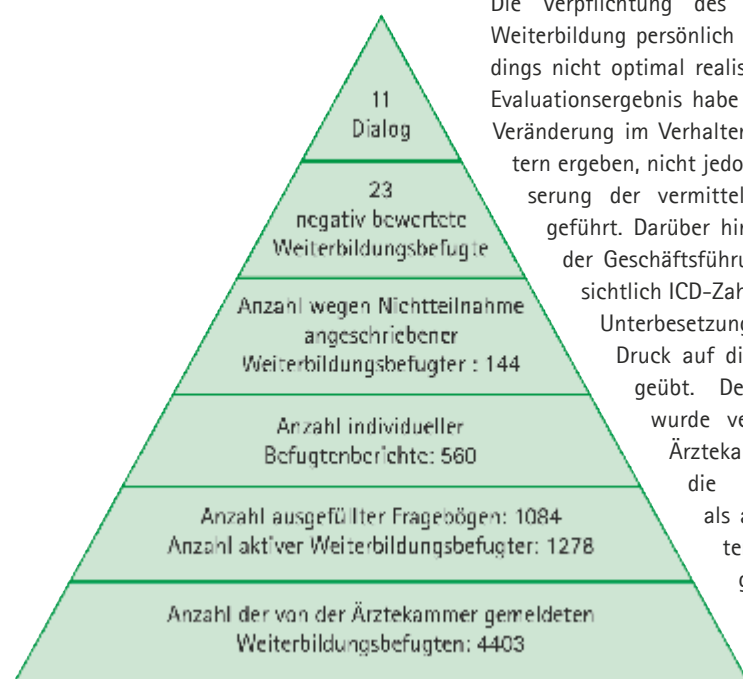 11
Dialog
23
negativ bewertete
Weiterbildungsbefugte
Anzahl wegen Nichtteilnahme
angeschriebener
Weiterbildungsbefugter : 144
Anzahl individueller
Befugtenberichte: 560
Anzahl ausgefüllter Fragebögen: 1084
Anzahl aktiver Weiterbildungsbefugter: 1278
Anzahl der von der Ärztekammer gemeldeten
Weiterbildungsbefugten: 4403
Die Verpflichtung des
Weiterbildung persönlich
dings nicht optimal realis
Evaluationsergebnis habe
Veränderung im Verhalter
tern ergeben, nicht jedo
serung der vermittel
geführt. Darüber hir
der Geschäftsführu
sichtlich ICD-Zah
Unterbesetzung
Druck auf di
geübt. De
wurde ve
Ärzteka
die
als a
te
g